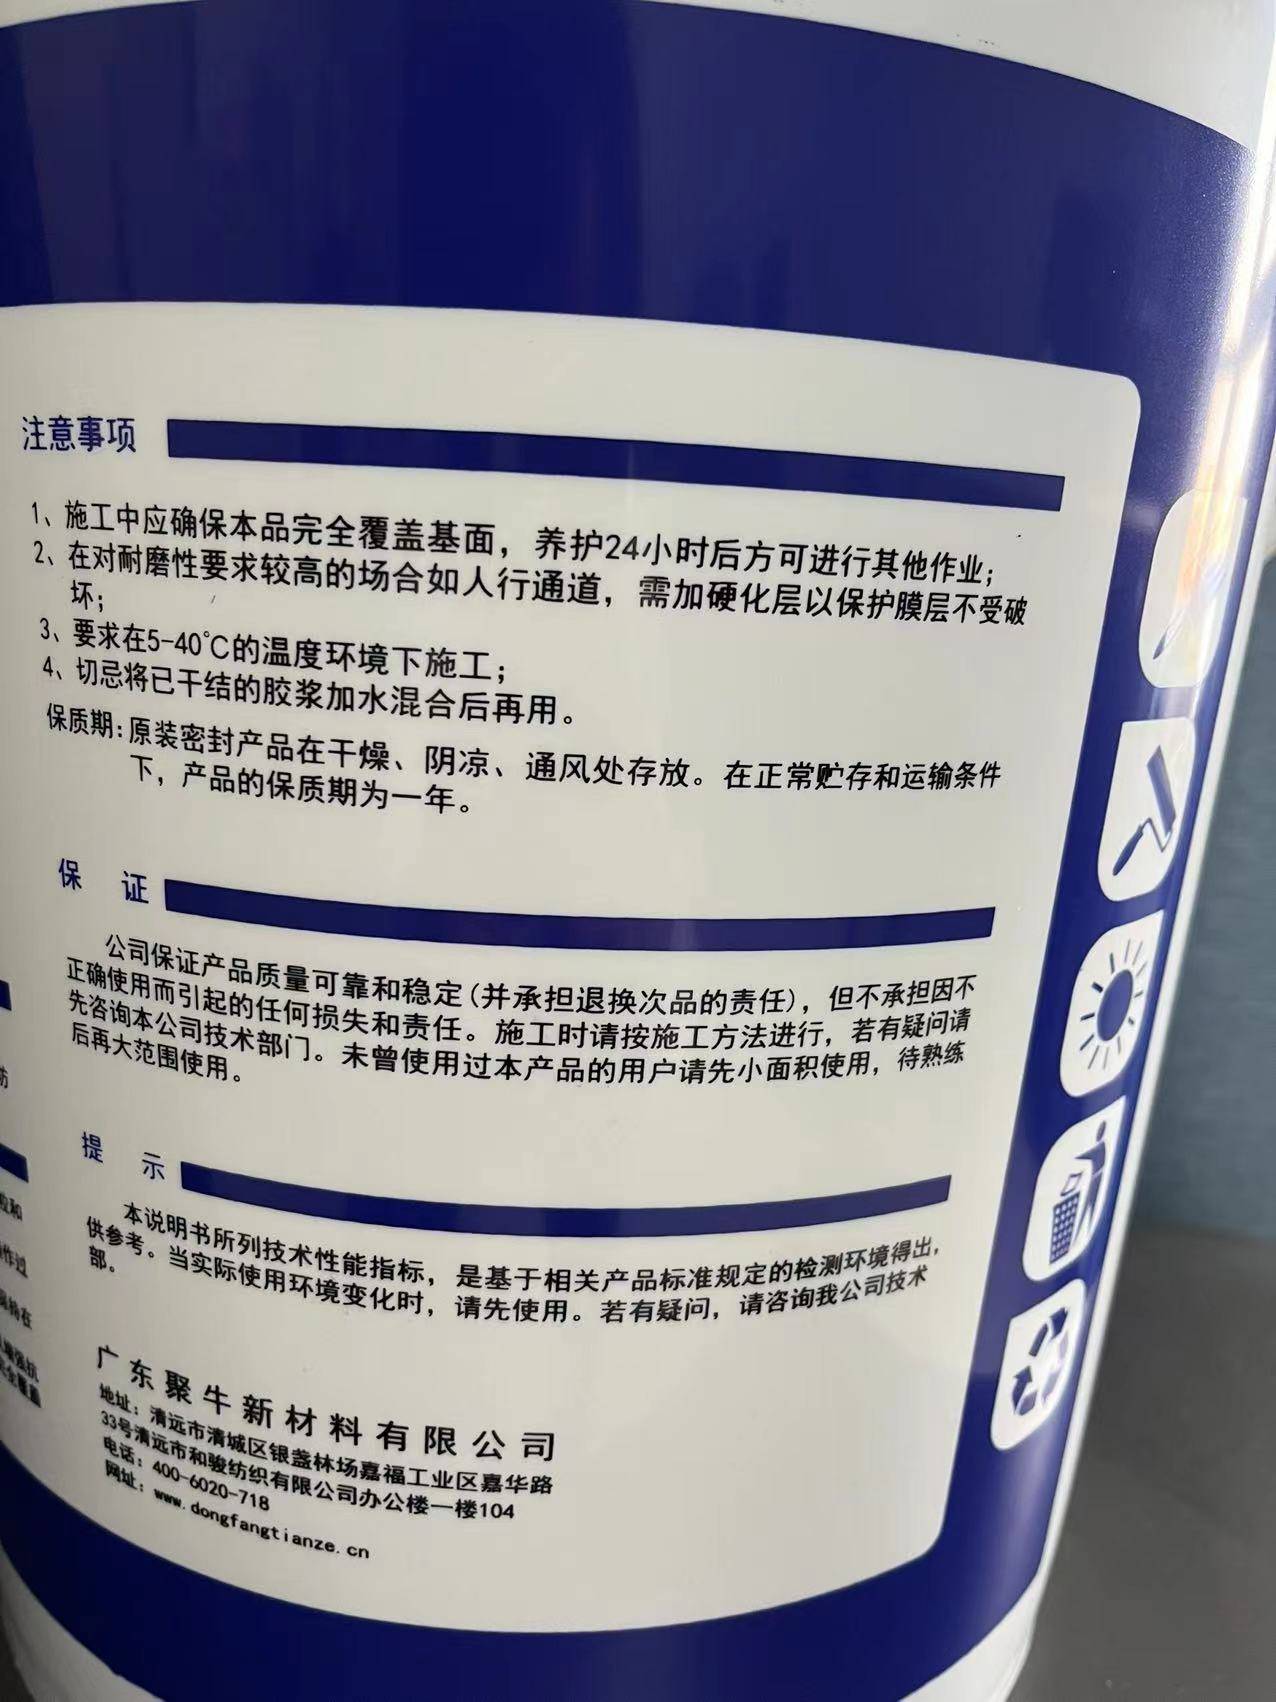 注意事项
1、施工中应确保本品完全覆盖基面，养护24小时后方可进行其他作业；
2、在对耐磨性要求较高的场合如人行通道，需加硬化层以保护膜层不受破
坏；
3、要求在5-40℃的温度环境下施工；
4、切忌将已干结的胶浆加水混合后再用。
保质期：原装密封产品在干燥、阴凉、通风处存放。在正常贮存和运输条件
下，产品的保质期为一年。
保 证
公司保证产品质量可靠和稳定(并承担退换次品的责任)，但不承担因不
正确使用而引起的任何损失和责任。施工时请按施工方法进行，若有疑问请
先咨询本公司技术部门。未曾使用过本产品的用户请先小面积使用，待熟练
后再大范围使用。
提 示
本说明书所列技术性能指标，是基于相关产品标准规定的检测环境得出，
供参考。当实际使用环境变化时，请先使用。若有疑问，请咨询我公司技术
部。
广东聚牛新材料有限公司
地址：清远市清城区银盏林场嘉福工业区嘉华路
33号清远市和骏纺织有限公司办公楼一楼104
电话：400-6020-718
网址：www.dongfangtianze.cn
防
和
作过
在